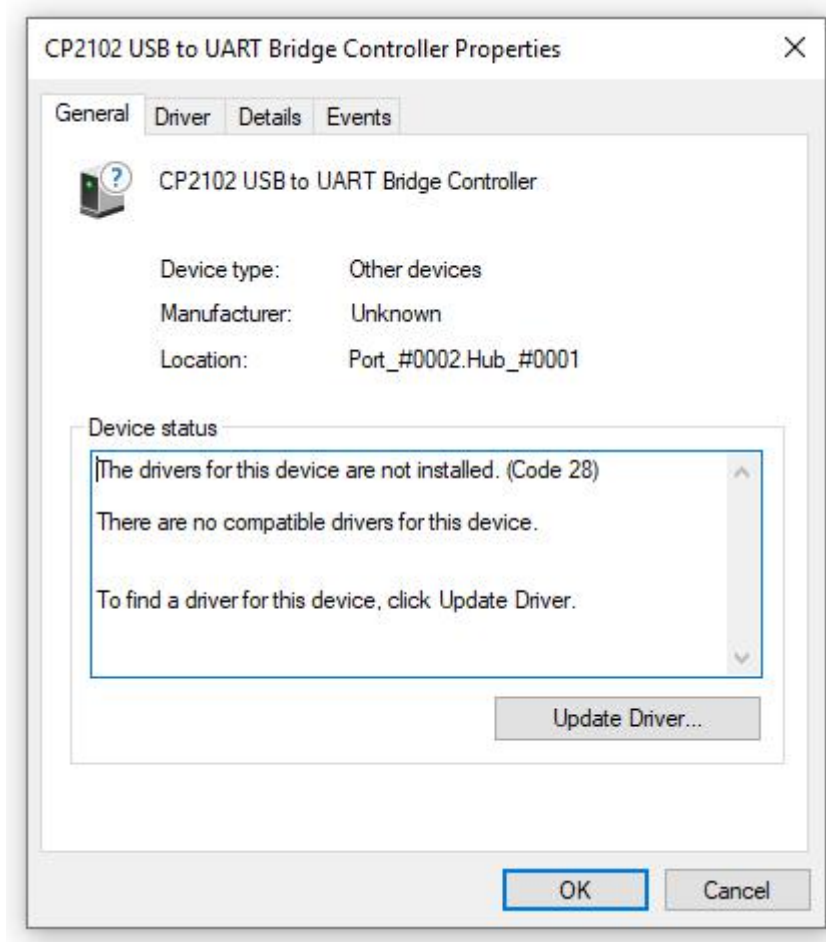 CP2102 USB to UART Bridge Controller Properties
General Driver Details Events
CP2102 USB to UART Bridge Controller
Device type: Other devices
Manufacturer: Unknown
Location: Port_#0002.Hub_#0001
Device status
The drivers for this device are not installed. (Code 28)
There are no compatible drivers for this device.
To find a driver for this device, click Update Driver.
Update Driver...
OK Cancel